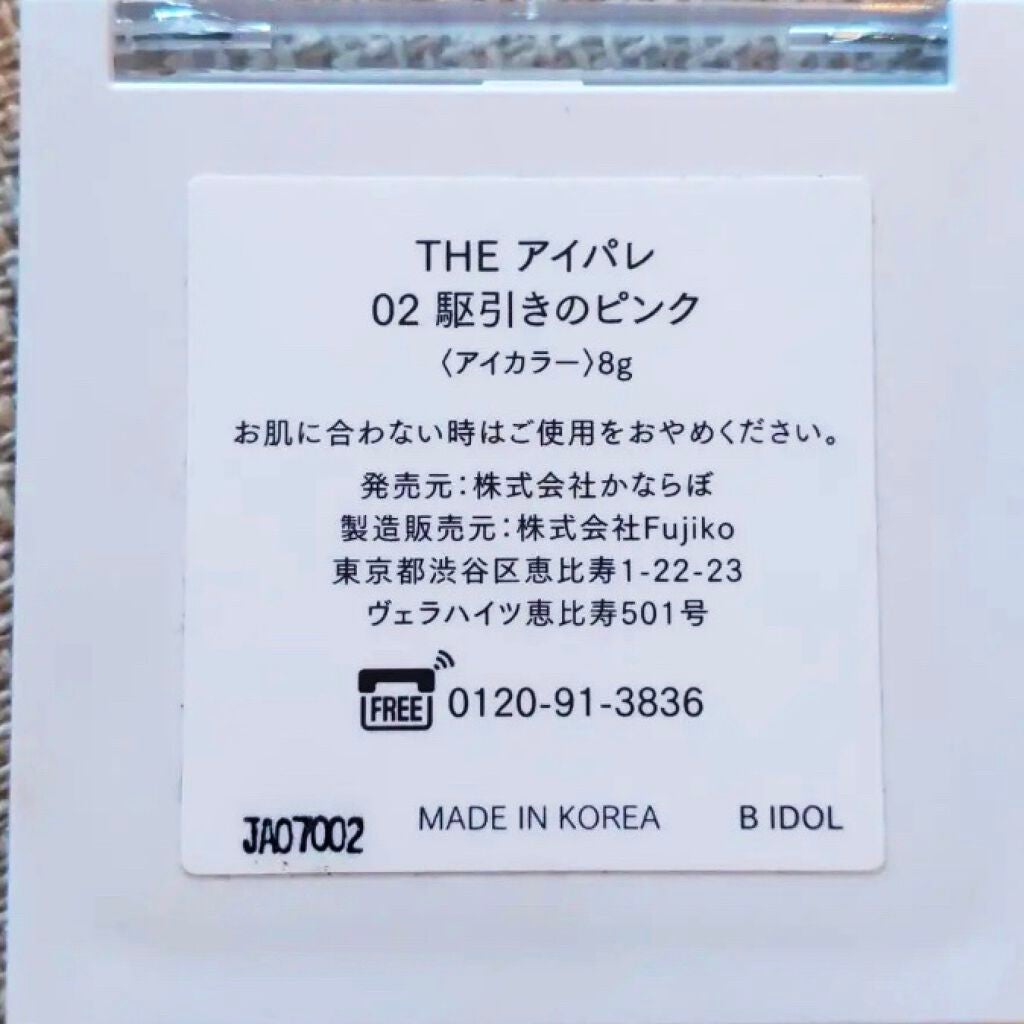 THE アイパレ
02 駆引きのピンク
〈アイカラー〉8g
お肌に合わない時はご使用をおやめください。
発売元:株式会社かならぼ
製造販売元:株式会社Fujiko
東京都渋谷区恵比寿1-22-23
ヴェラハイツ恵比寿501号
FREE 0120-91-3836
JA07002 MADE IN KOREA B IDOL